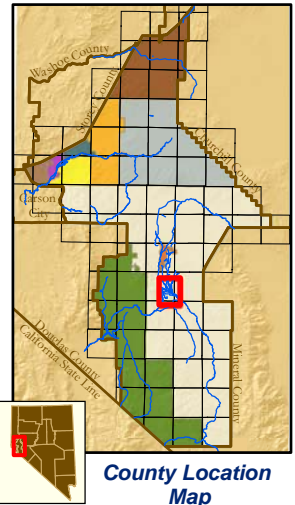 Washoe County
Storey County
Churchill County
Carson
City
Douglas County
California State Line
Mineral County
County Location
Map